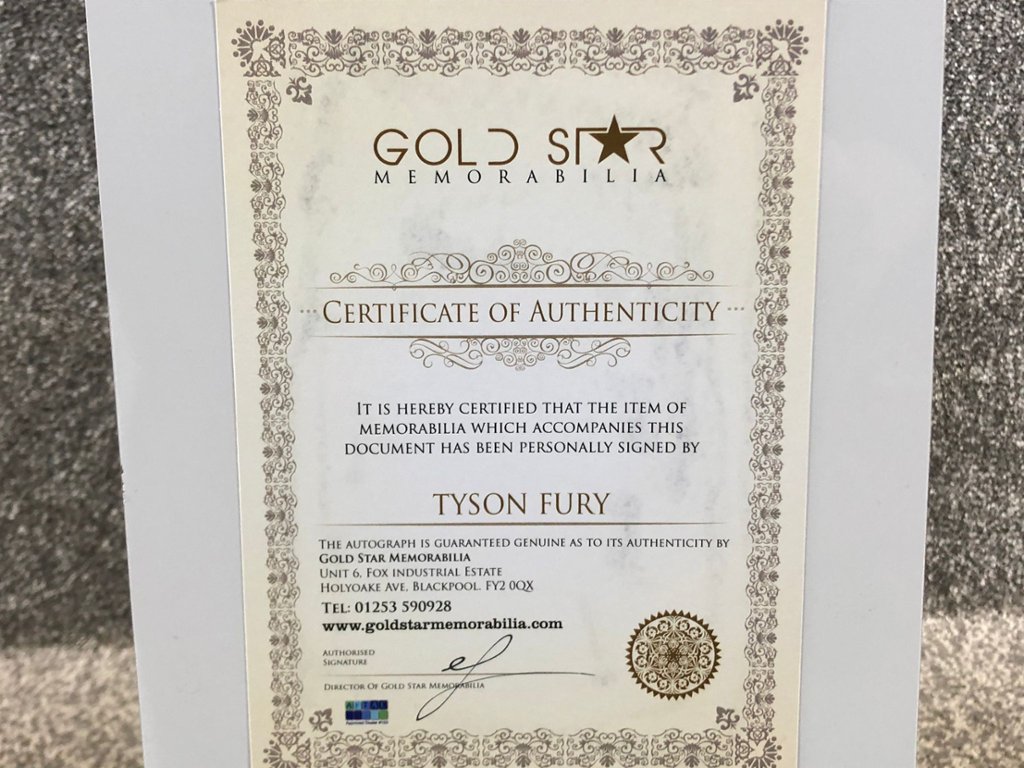 GOLD STAR
MEMORABILIA
CERTIFICATE OF AUTHENTICITY
IT IS HEREBY CERTIFIED THAT THE ITEM OF
MEMORABILIA WHICH ACCOMPANIES THIS
DOCUMENT HAS BEEN PERSONALLY SIGNED BY
TYSON FURY
THE AUTOGRAPH IS GUARANTEED GENUINE AS TO ITS AUTHENTICITY BY
GOLD STAR MEMORABILIA
UNIT 6, FOX INDUSTRIAL ESTATE
HOLYOAKE AVE, BLACKPOOL. FY2 0QX
TEL: 01253 590928
www.goldstarmemorabilia.com
AUTHORISED
SIGNATURE
DIRECTOR OF GOLD STAR MEMORABILIA
AFTAL